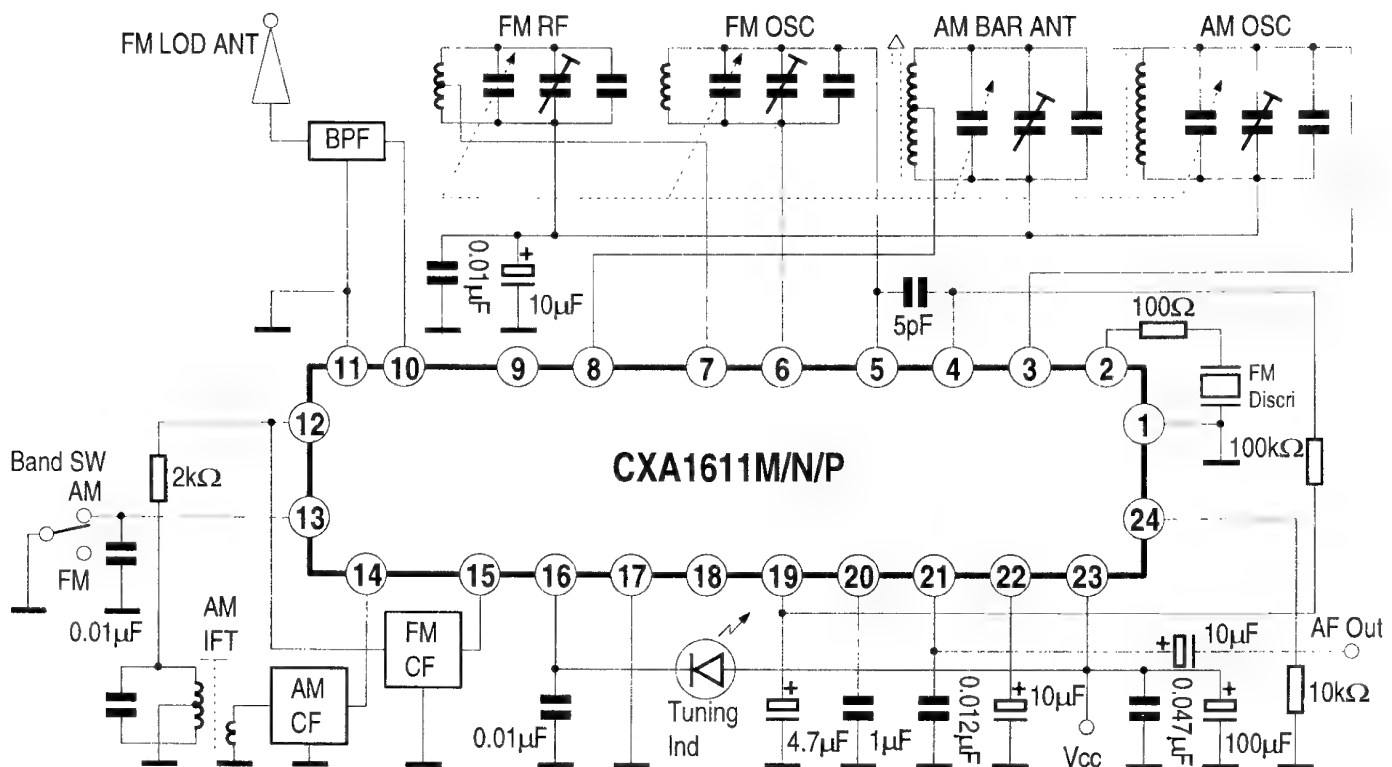 FM LOD ANT
FM RF
FM OSC
AM BAR ANT
AM OSC
BPF
0.01µF
+
10µF
5pF
100Ω
11
10
9
8
7
6
5
4
3
2
FM
Discri
12
1
100kΩ
Band SW
AM
2kΩ
CXA1611M/N/P
13
24
FM
14
15
16
17
18
19
20
21
22
23
0.01µF
AM
IFT
FM
CF
AM
CF
+
10µF
AF Out
0.01µF
Tuning
Ind
+
4.7µF
1µF
0.012µF
+
10µF
Vcc
0.047µF
+
100µF
10kΩ